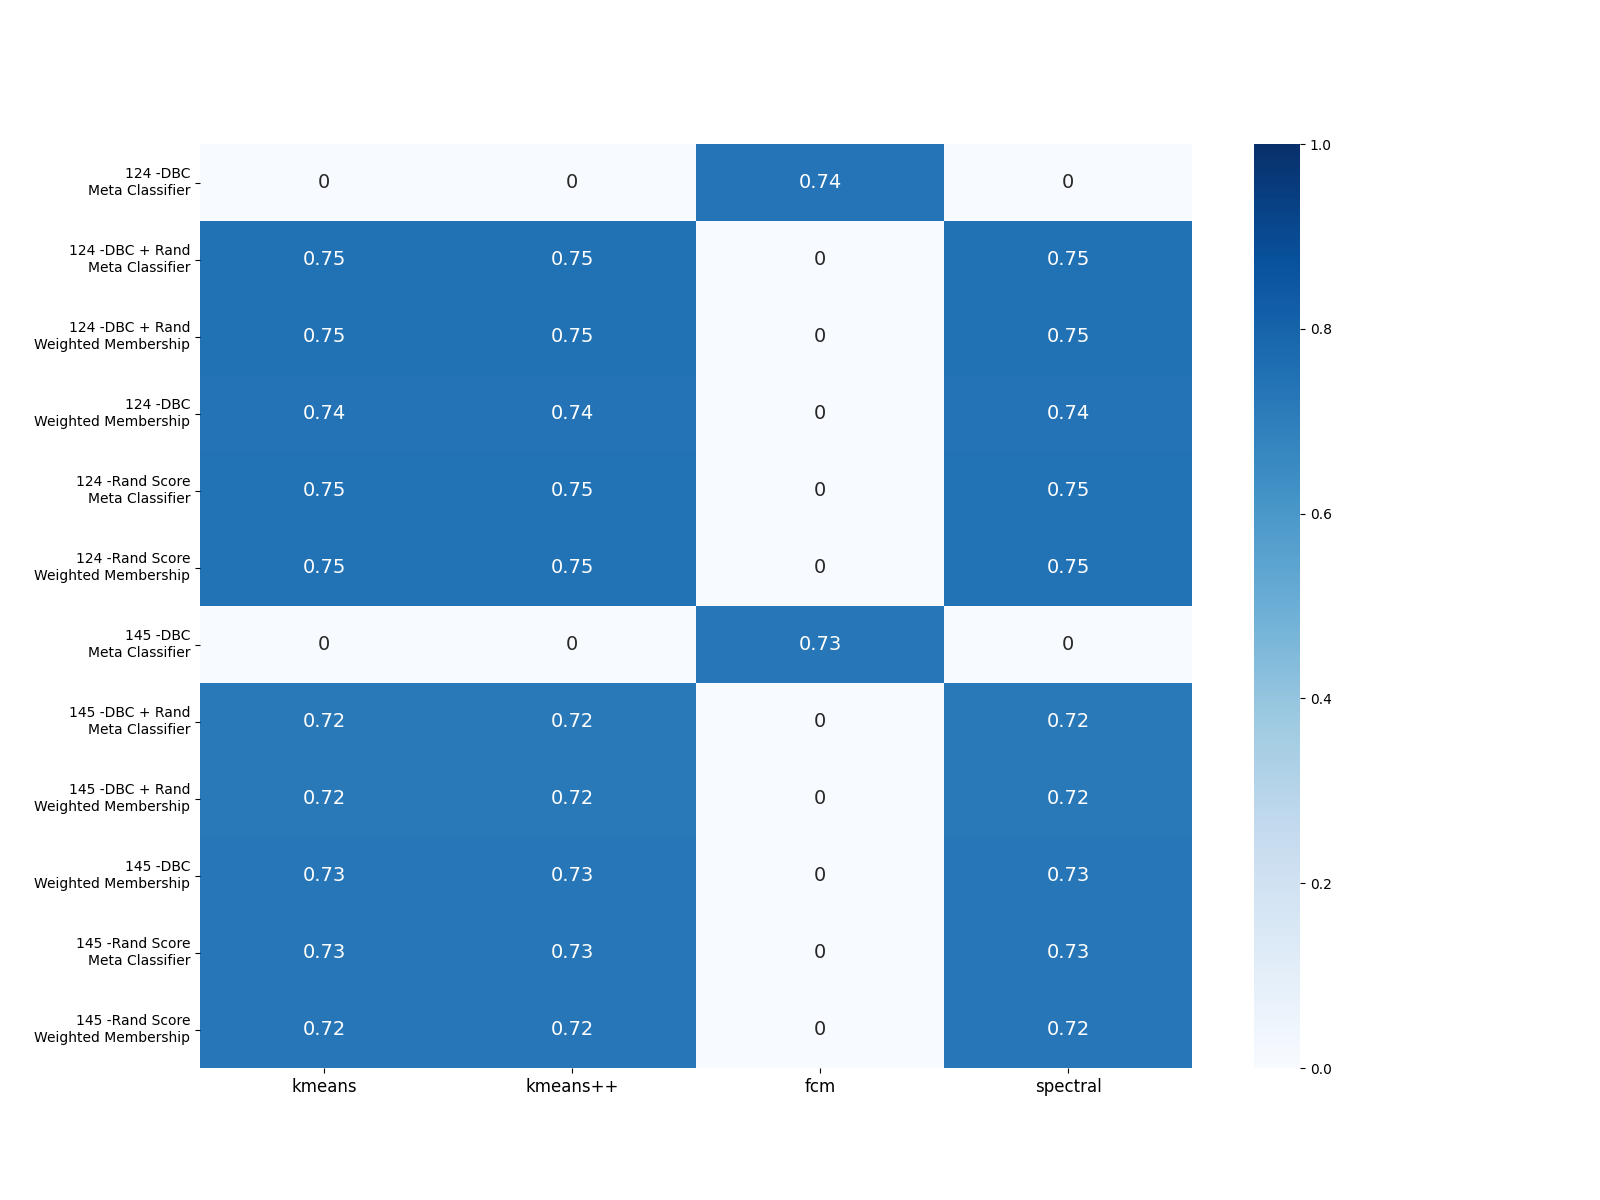 124 -DBC
Meta Classifier
0 0 0.74 0
124 -DBC + Rand
Meta Classifier
0.75 0.75 0 0.75
124 -DBC + Rand
Weighted Membership
0.75 0.75 0 0.75
124 -DBC
Weighted Membership
0.74 0.74 0 0.74
124 -Rand Score
Meta Classifier
0.75 0.75 0 0.75
124 -Rand Score
Weighted Membership
0.75 0.75 0 0.75
145 -DBC
Meta Classifier
0 0 0.73 0
145 -DBC + Rand
Meta Classifier
0.72 0.72 0 0.72
145 -DBC + Rand
Weighted Membership
0.72 0.72 0 0.72
145 -DBC
Weighted Membership
0.73 0.73 0 0.73
145 -Rand Score
Meta Classifier
0.73 0.73 0 0.73
145 -Rand Score
Weighted Membership
0.72 0.72 0 0.72
kmeans kmeans++ fcm spectral
1.0
0.8
0.6
0.4
0.2
0.0